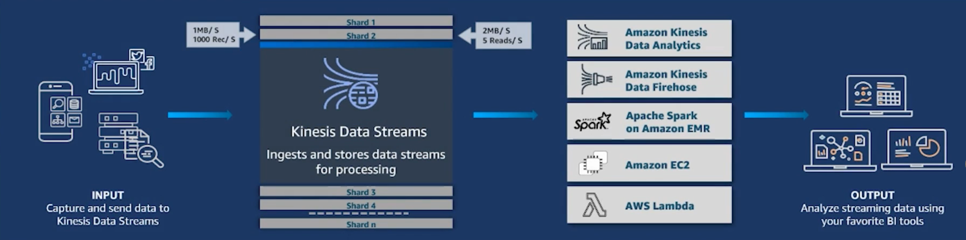 Shard 1
1MB/ S
1000 Rec/ S
Shard 2
2MB/ S
5 Reads/ S
Kinesis Data Streams
Ingests and stores data streams
for processing
Shard 3
Shard 4
Shard n
INPUT
Capture and send data to
Kinesis Data Streams
Amazon Kinesis
Data Analytics
Amazon Kinesis
Data Firehose
APACHE
Spark
Apache Spark
on Amazon EMR
Amazon EC2
AWS Lambda
OUTPUT
Analyze streaming data using
your favorite BI tools